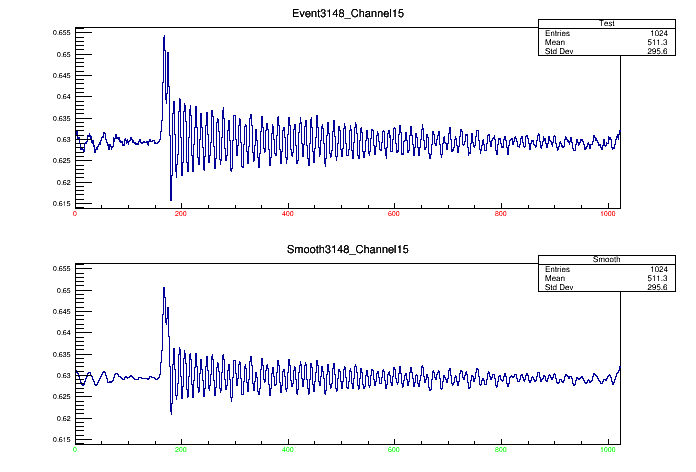 Event3148_Channel15
Test
Entries 1024
Mean 511.3
Std Dev 295.6
0.655
0.65
0.645
0.64
0.635
0.63
0.625
0.62
0.615
0 200 400 600 800 1000
Smooth3148_Channel15
Smooth
Entries 1024
Mean 511.3
Std Dev 295.6
0.655
0.65
0.645
0.64
0.635
0.63
0.625
0.62
0.615
0 200 400 600 800 1000